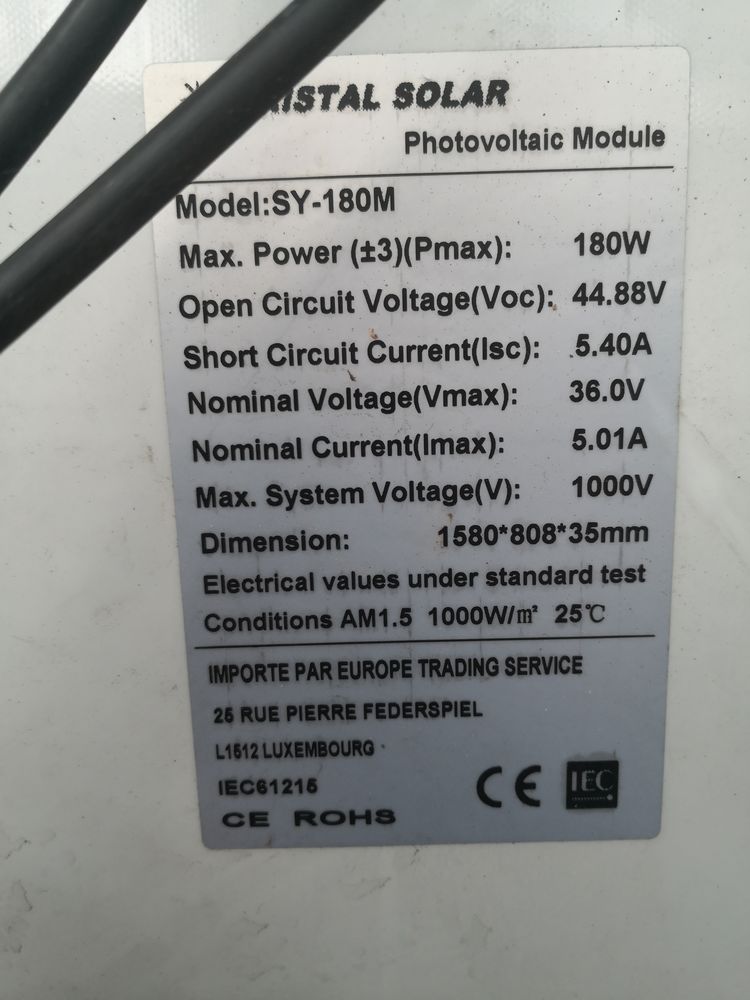 SOLAR
Photovoltaic Module
Model:SY-180M
Max. Power (±3)(Pmax): 180W
Open Circuit Voltage(Voc): 44.88V
Short Circuit Current(Isc): 5.40A
Nominal Voltage(Vmax): 36.0V
Nominal Current(Imax): 5.01A
Max. System Voltage(V): 1000V
Dimension: 1580*808*35mm
Electrical values under standard test
Conditions AM1.5 1000W/㎡ 25℃
IMPORTE PAR EUROPE TRADING SERVICE
25 RUE PIERRE FEDERSPIEL
L1512 LUXEMBOURG
IEC61215
CE IEC
CE ROHS